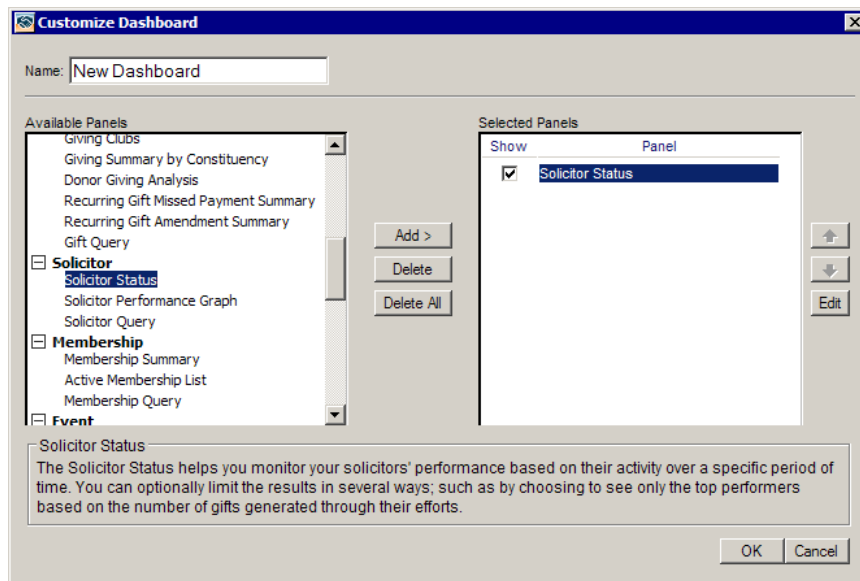 Customize Dashboard
Name: New Dashboard
Available Panels
Giving Clubs
Giving Summary by Constituency
Donor Giving Analysis
Recurring Gift Missed Payment Summary
Recurring Gift Amendment Summary
Gift Query
Solicitor
Solicitor Status
Solicitor Performance Graph
Solicitor Query
Membership
Membership Summary
Active Membership List
Membership Query
Event
Add >
Delete
Delete All
Selected Panels
Show Panel
Solicitor Status
Edit
Solicitor Status
The Solicitor Status helps you monitor your solicitors' performance based on their activity over a specific period of
time. You can optionally limit the results in several ways; such as by choosing to see only the top performers
based on the number of gifts generated through their efforts.
OK Cancel